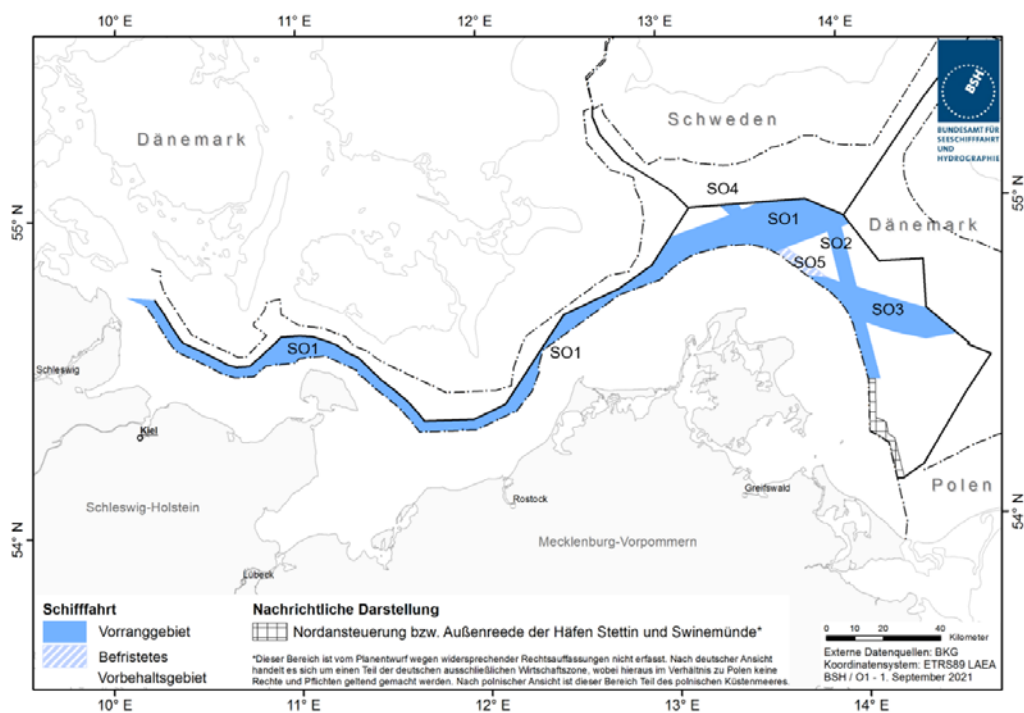 10° E
11° E
12° E
13° E
14° E
BSH
BUNDESAMT FÜR
SEESCHIFFFAHRT
UND
HYDROGRAPHIE
Dänemark
Schweden
SO4
55° N
55° N
SO1
Dänemark
SO2
SO5
SO3
SO1
SO1
Schleswig
Kiel
Greifswald
Polen
Rostock
Schleswig-Holstein
54° N
54° N
Mecklenburg-Vorpommern
Lübeck
Schifffahrt
Vorranggebiet
Befristetes
Vorbehaltsgebiet
Nachrichtliche Darstellung
Nordansteuerung bzw. Außenreede der Häfen Stettin und Swinemünde*
*Dieser Bereich ist vom Planentwurf wegen widersprechender Rechtsauffassungen nicht erfasst. Nach deutscher Ansicht
handelt es sich um einen Teil der deutschen ausschließlichen Wirtschaftszone, wobei hieraus im Verhältnis zu Polen keine
Rechte und Pflichten geltend gemacht werden. Nach polnischer Ansicht ist dieser Bereich Teil des polnischen Küstenmeeres.
0 10 20 40
Kilometer
Externe Datenquellen: BKG
Koordinatensystem: ETRS89 LAEA
BSH / O1 - 1. September 2021
10° E
11° E
12° E
13° E
14° E